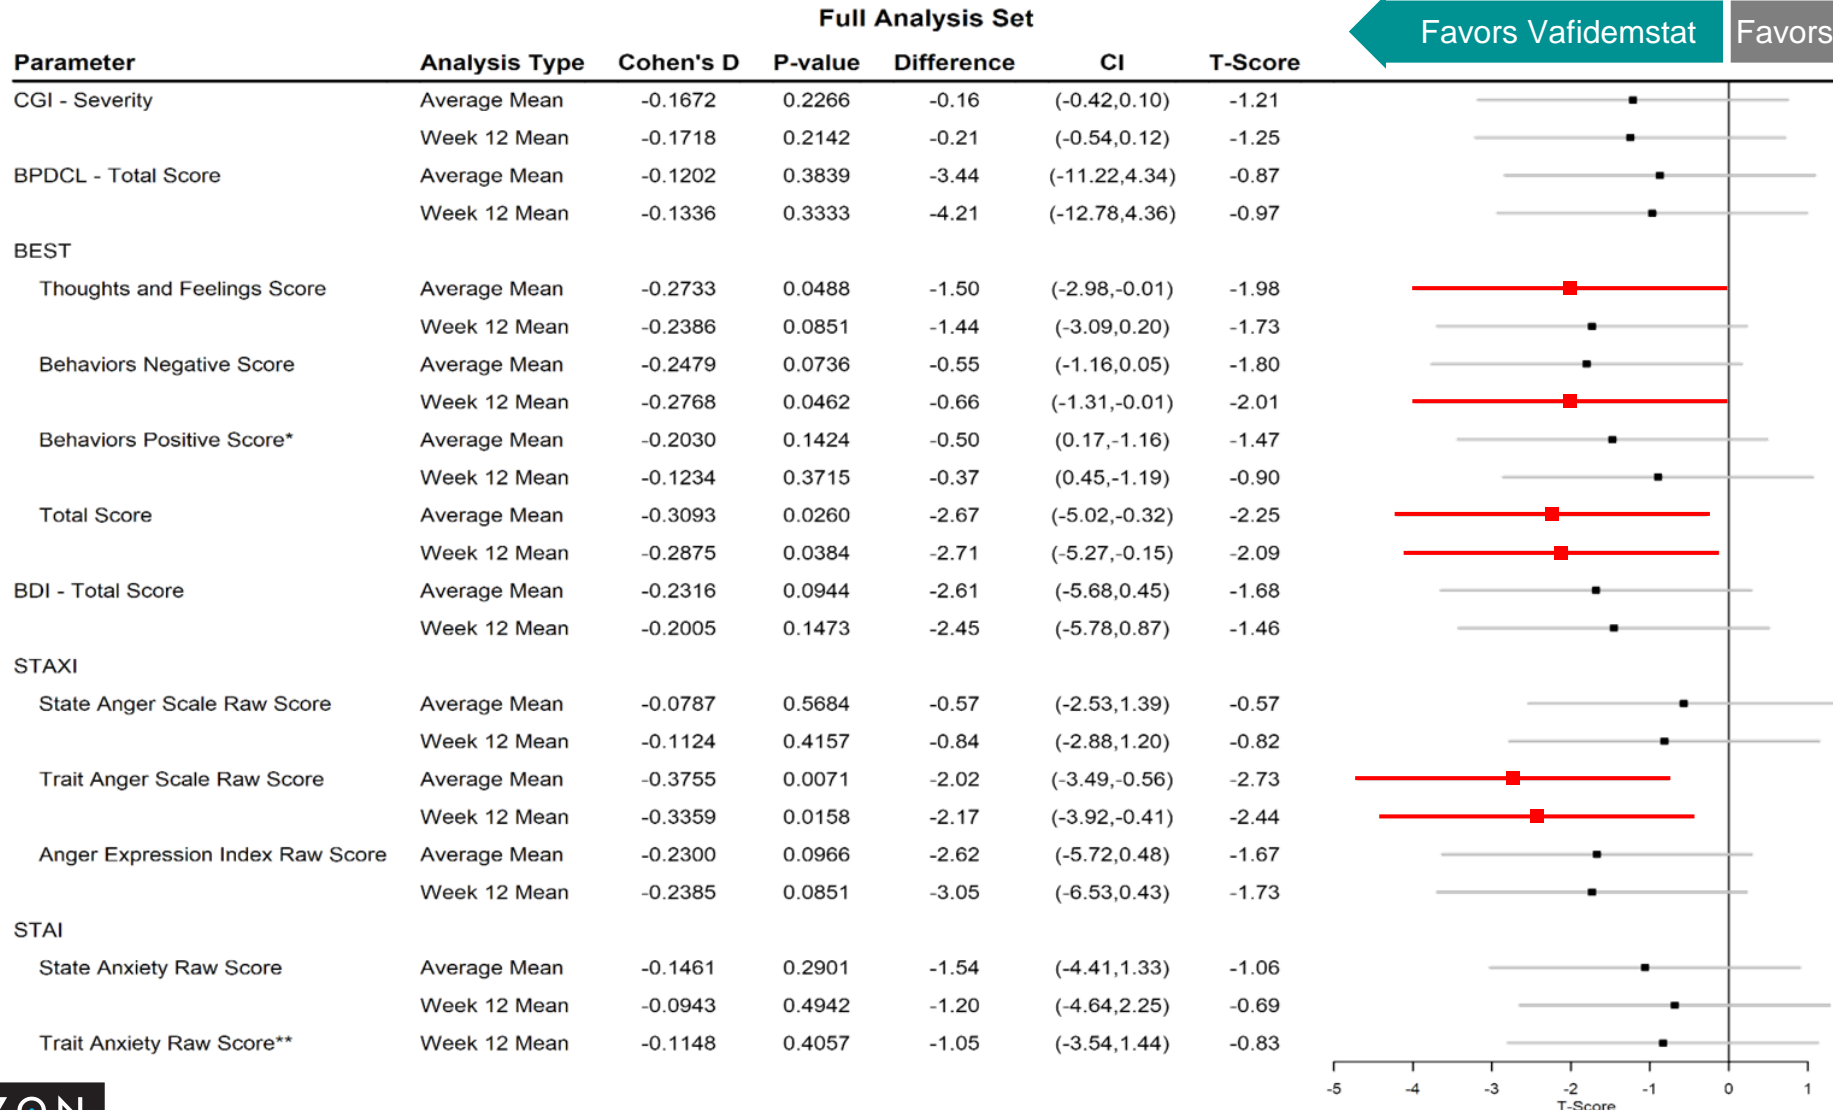 Full Analysis Set
Favors Vafidemstat
Favors
Parameter Analysis Type Cohen's D P-value Difference CI T-Score
CGI - Severity Average Mean -0.1672 0.2266 -0.16 (-0.42,0.10) -1.21
Week 12 Mean -0.1718 0.2142 -0.21 (-0.54,0.12) -1.25
BPDCL - Total Score Average Mean -0.1202 0.3839 -3.44 (-11.22,4.34) -0.87
Week 12 Mean -0.1336 0.3333 -4.21 (-12.78,4.36) -0.97
BEST
Thoughts and Feelings Score Average Mean -0.2733 0.0488 -1.50 (-2.98,-0.01) -1.98
Week 12 Mean -0.2386 0.0851 -1.44 (-3.09,0.20) -1.73
Behaviors Negative Score Average Mean -0.2479 0.0736 -0.55 (-1.16,0.05) -1.80
Week 12 Mean -0.2768 0.0462 -0.66 (-1.31,-0.01) -2.01
Behaviors Positive Score* Average Mean -0.2030 0.1424 -0.50 (0.17,-1.16) -1.47
Week 12 Mean -0.1234 0.3715 -0.37 (0.45,-1.19) -0.90
Total Score Average Mean -0.3093 0.0260 -2.67 (-5.02,-0.32) -2.25
Week 12 Mean -0.2875 0.0384 -2.71 (-5.27,-0.15) -2.09
BDI - Total Score Average Mean -0.2316 0.0944 -2.61 (-5.68,0.45) -1.68
Week 12 Mean -0.2005 0.1473 -2.45 (-5.78,0.87) -1.46
STAXI
State Anger Scale Raw Score Average Mean -0.0787 0.5684 -0.57 (-2.53,1.39) -0.57
Week 12 Mean -0.1124 0.4157 -0.84 (-2.88,1.20) -0.82
Trait Anger Scale Raw Score Average Mean -0.3755 0.0071 -2.02 (-3.49,-0.56) -2.73
Week 12 Mean -0.3359 0.0158 -2.17 (-3.92,-0.41) -2.44
Anger Expression Index Raw Score Average Mean -0.2300 0.0966 -2.62 (-5.72,0.48) -1.67
Week 12 Mean -0.2385 0.0851 -3.05 (-6.53,0.43) -1.73
STAI
State Anxiety Raw Score Average Mean -0.1461 0.2901 -1.54 (-4.41,1.33) -1.06
Week 12 Mean -0.0943 0.4942 -1.20 (-4.64,2.25) -0.69
Trait Anxiety Raw Score** Week 12 Mean -0.1148 0.4057 -1.05 (-3.54,1.44) -0.83
-5 -4 -3 -2 -1 0 1
T-Score